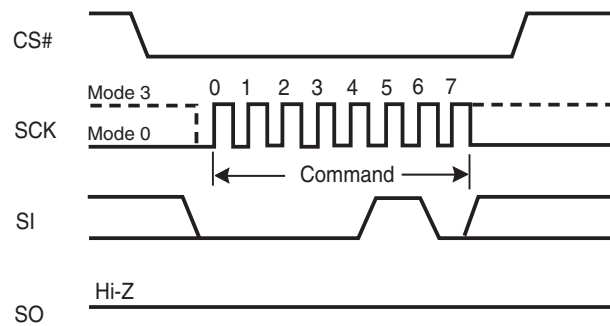 CS#
Mode 3
0 1 2 3 4 5 6 7
SCK
Mode 0
Command
SI
Hi-Z
SO